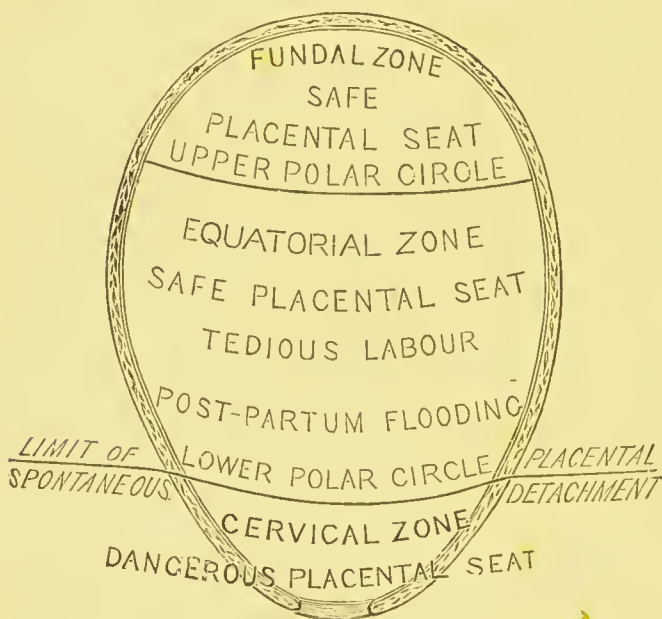 FUNDAL ZONE
SAFE
PLACENTAL SEAT
UPPER POLAR CIRCLE
EQUATORIAL ZONE
SAFE PLACENTAL SEAT
TEDIOUS LABOUR
POST-PARTUM FLOODING
LIMIT OF LOWER POLAR CIRCLE PLACENTAL
SPONTANEOUS DETACHMENT
CERVICAL ZONE
DANGEROUS PLACENTAL SEAT